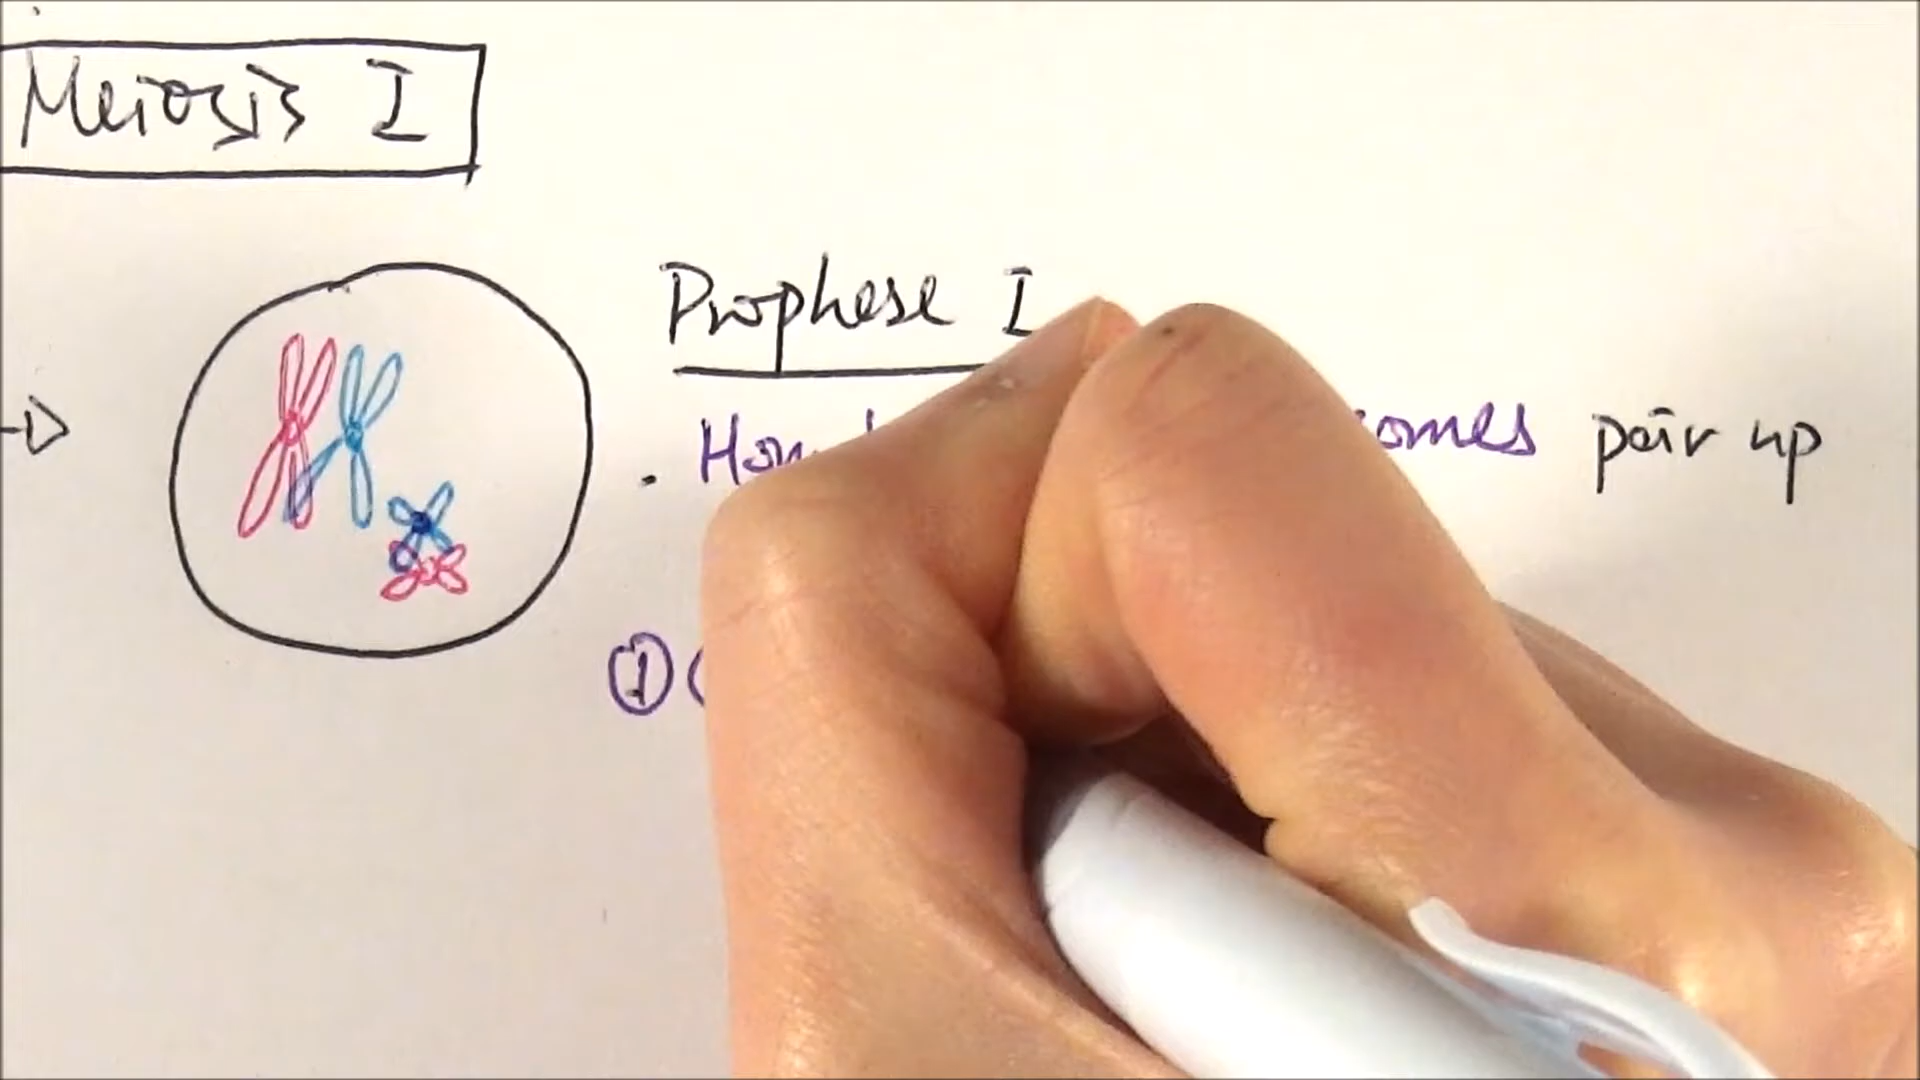 Meiosis I
Prophase I
. Hom omes pair up
① C